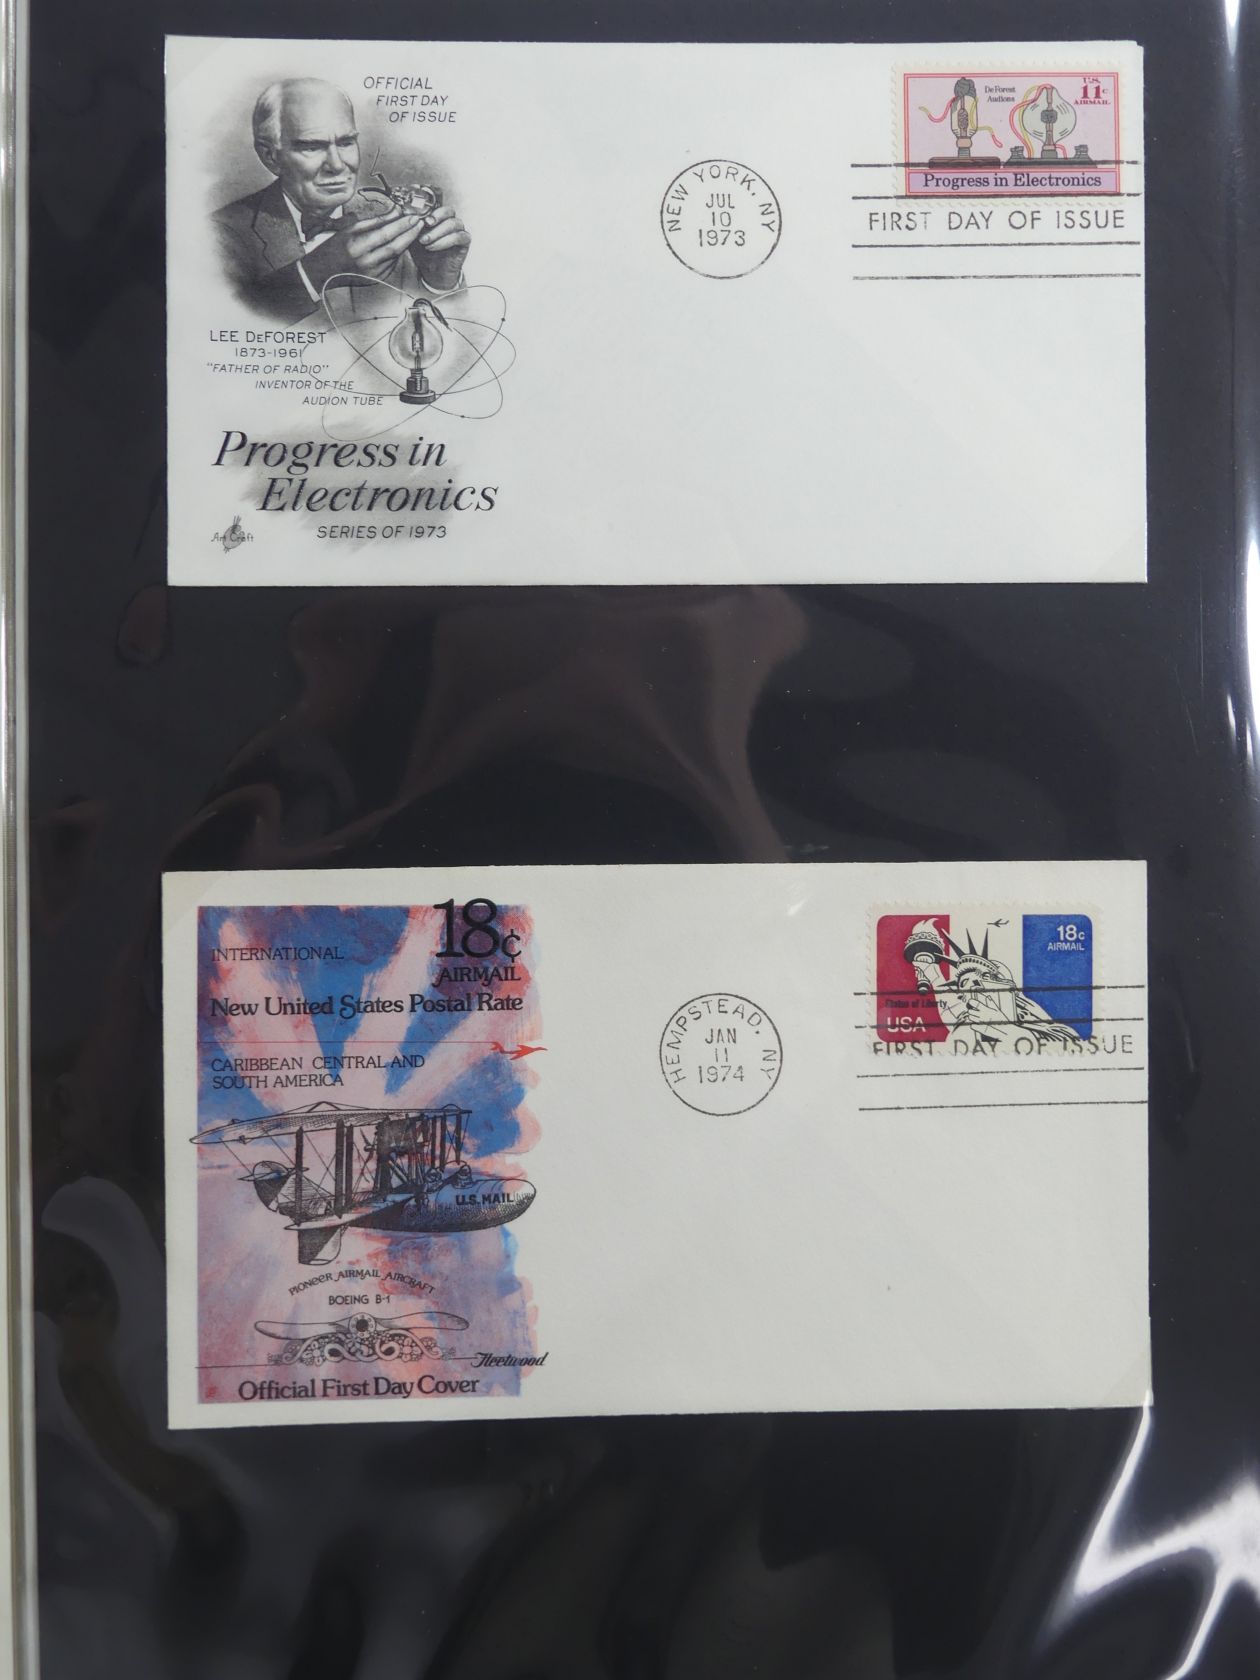 OFFICIAL
FIRST DAY
OF ISSUE
LEE DeFOREST
1873-1961
"FATHER OF RADIO"
INVENTOR OF THE
AUDION TUBE
Progress in
Electronics
SERIES OF 1973
Art Craft
NEW YORK, NY
JUL
10
1973
De Forest
Audions
U.S.
11c
AIRMAIL
Progress in Electronics
FIRST DAY OF ISSUE
18¢
AIRMAIL
INTERNATIONAL
New United States Postal Rate
CARIBBEAN CENTRAL AND
SOUTH AMERICA
U.S. MAIL
PIONEER AIRMAIL AIRCRAFT
BOEING B-1
Fleetwood
Official First Day Cover
HEMPSTEAD, NY
JAN
11
1974
18c
AIRMAIL
Statue of Liberty
USA
FIRST DAY OF ISSUE